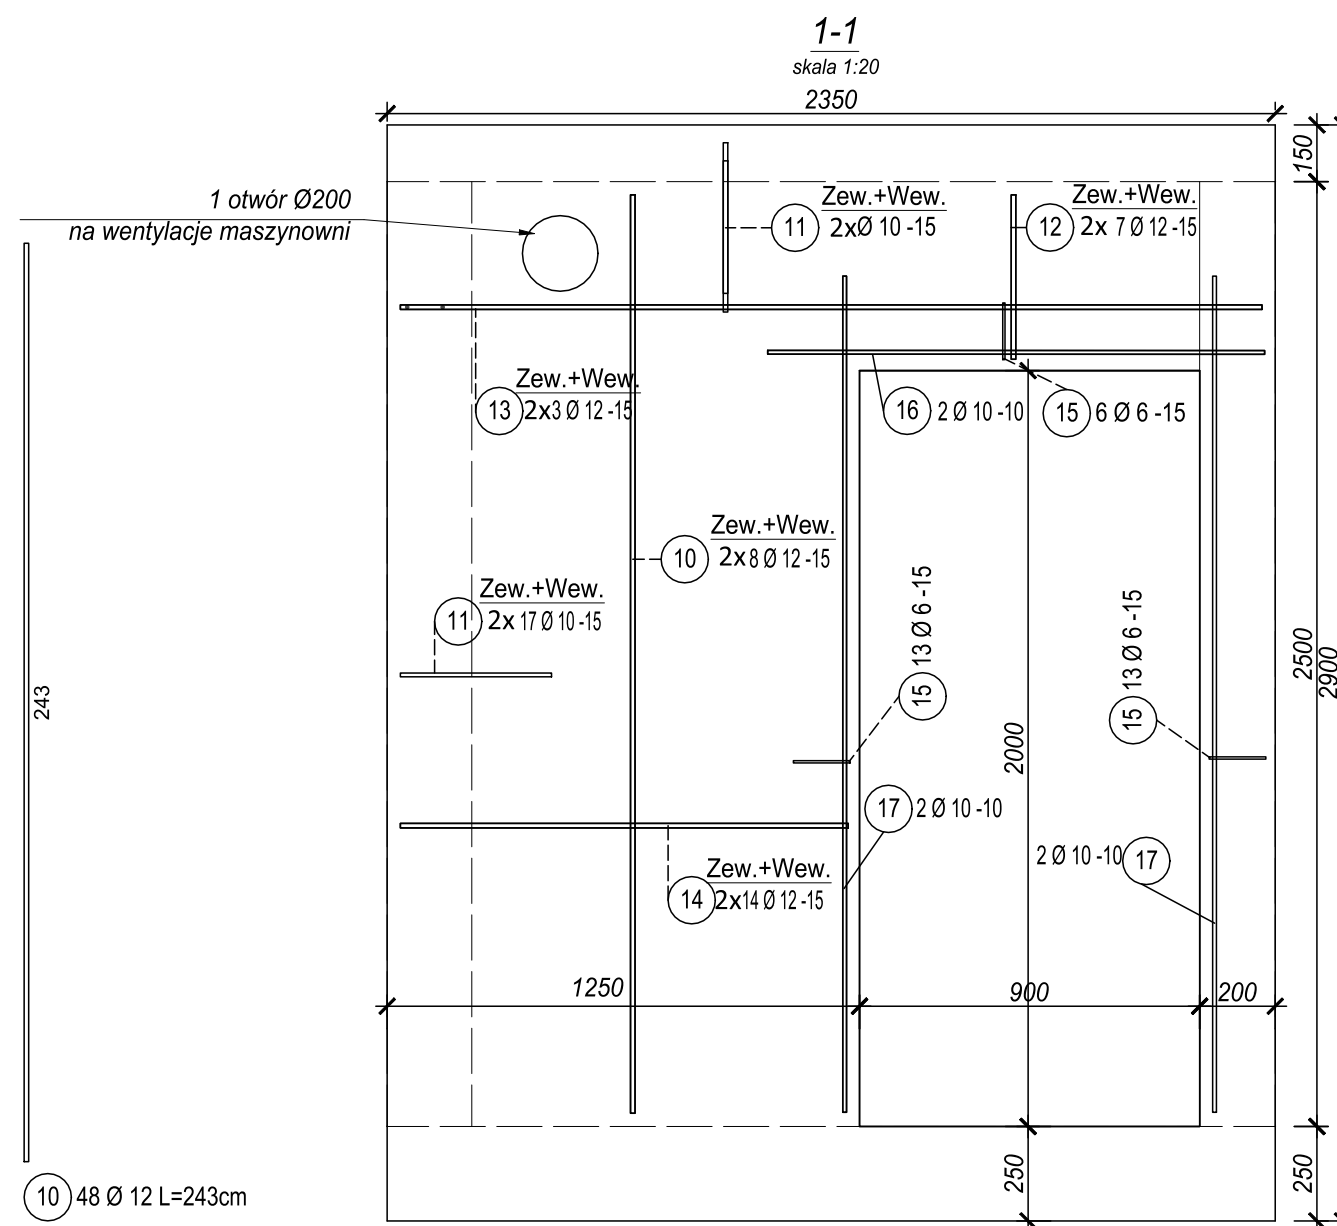 1-1
skala 1:20
2350
150
1 otwór Ø200
na wentylacje maszynowni
Zew.+Wew.
11 2xØ 10 -15
Zew.+Wew.
12 2x 7 Ø 12 -15
Zew.+Wew.
13 2x3 Ø 12 -15
16 2 Ø 10 -10
15 6 Ø 6 -15
Zew.+Wew.
10 2x8 Ø 12 -15
Zew.+Wew.
11 2x 17 Ø 10 -15
15 13 Ø 6 -15
15 13 Ø 6 -15
2500
2900
243
2000
17 2 Ø 10 -10
2 Ø 10 -10 17
Zew.+Wew.
14 2x14 Ø 12 -15
1250
900
200
250
250
10 48 Ø 12 L=243cm